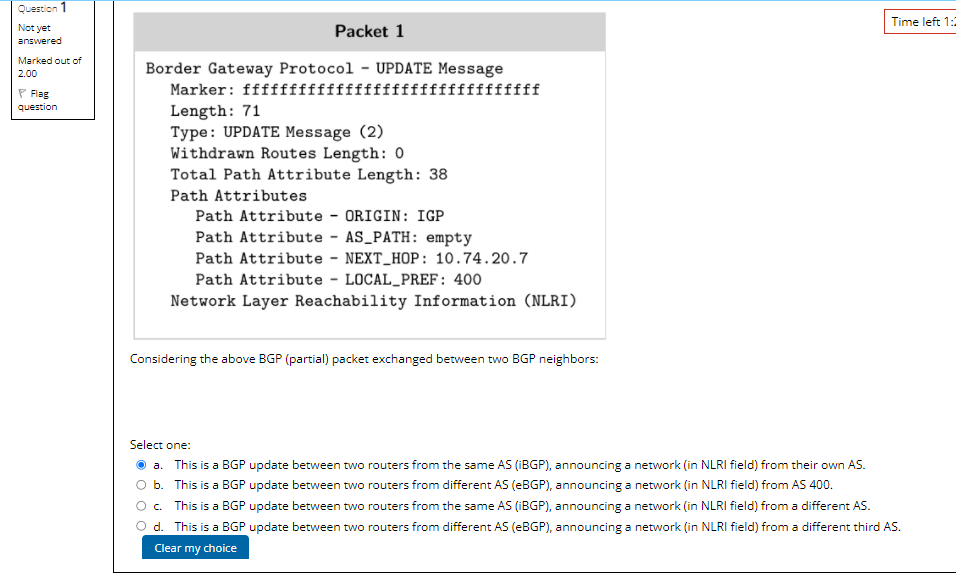 Question 1
Not yet
answered
Marked out of
2.00
Flag
question
Time left 1:
Packet 1
Border Gateway Protocol - UPDATE Message
Marker: ffffffffffffffffffffffffffffffff
Length: 71
Type: UPDATE Message (2)
Withdrawn Routes Length: 0
Total Path Attribute Length: 38
Path Attributes
Path Attribute - ORIGIN: IGP
Path Attribute - AS_PATH: empty
Path Attribute - NEXT_HOP: 10.74.20.7
Path Attribute - LOCAL_PREF: 400
Network Layer Reachability Information (NLRI)
Considering the above BGP (partial) packet exchanged between two BGP neighbors:
Select one:
a. This is a BGP update between two routers from the same AS (iBGP), announcing a network (in NLRI field) from their own AS.
b. This is a BGP update between two routers from different AS (eBGP), announcing a network (in NLRI field) from AS 400.
c. This is a BGP update between two routers from the same AS (iBGP), announcing a network (in NLRI field) from a different AS.
d. This is a BGP update between two routers from different AS (eBGP), announcing a network (in NLRI field) from a different third AS.
Clear my choice